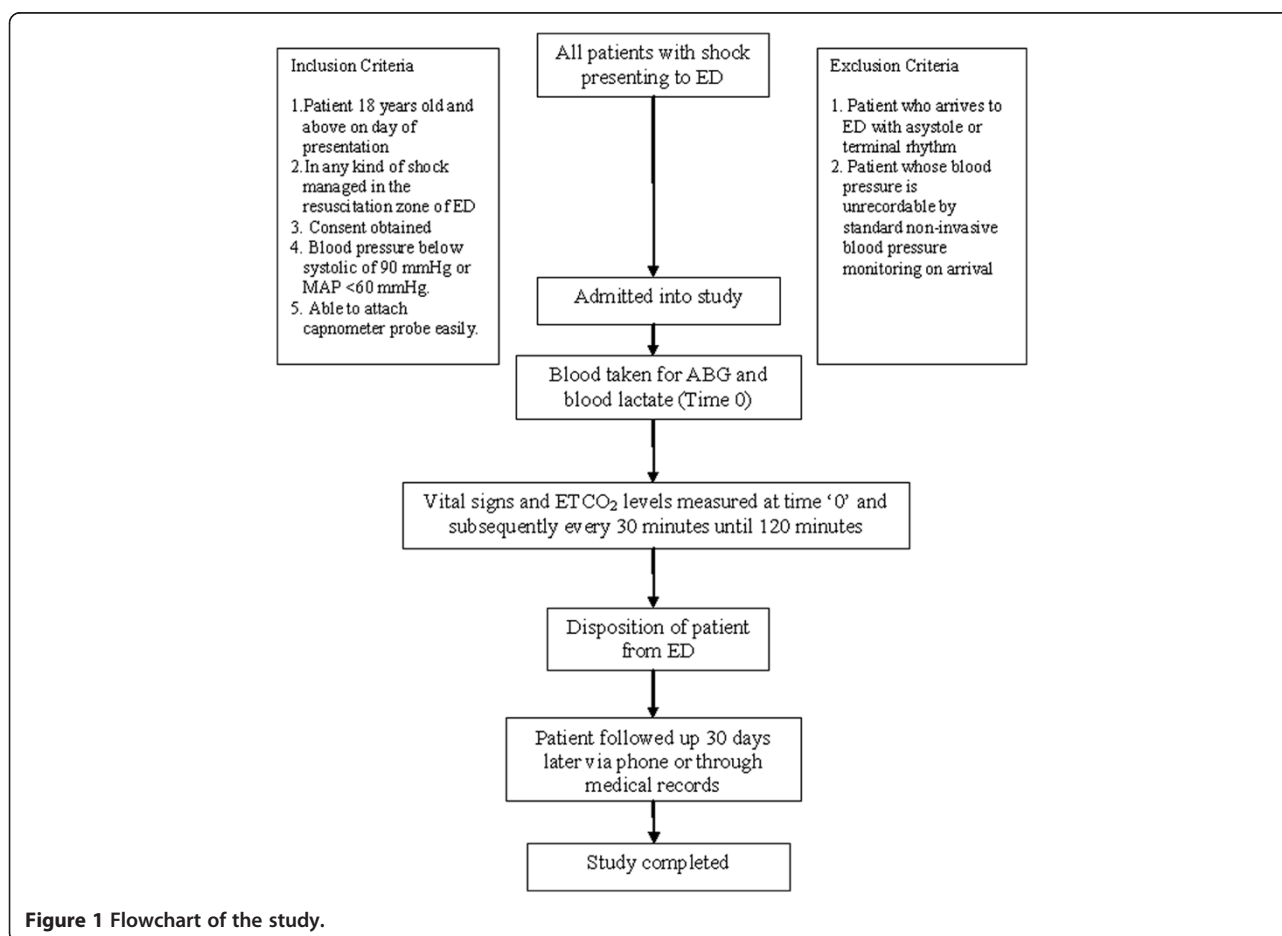 All patients with shock
presenting to ED
Inclusion Criteria
1.Patient 18 years old and
above on day of
presentation
2.In any kind of shock
managed in the
resuscitation zone of ED
3. Consent obtained
4. Blood pressure below
systolic of 90 mmHg or
MAP <60 mmHg.
5. Able to attach
capnometer probe easily.
Exclusion Criteria
1. Patient who arrives to
ED with asystole or
terminal rhythm
2. Patient whose blood
pressure is
unrecordable by
standard non-invasive
blood pressure
monitoring on arrival
Admitted into study
Blood taken for ABG and
blood lactate (Time 0)
Vital signs and ETCO₂ levels measured at time ‘0’ and
subsequently every 30 minutes until 120 minutes
Disposition of patient
from ED
Patient followed up 30 days
later via phone or through
medical records
Study completed
Figure 1 Flowchart of the study.